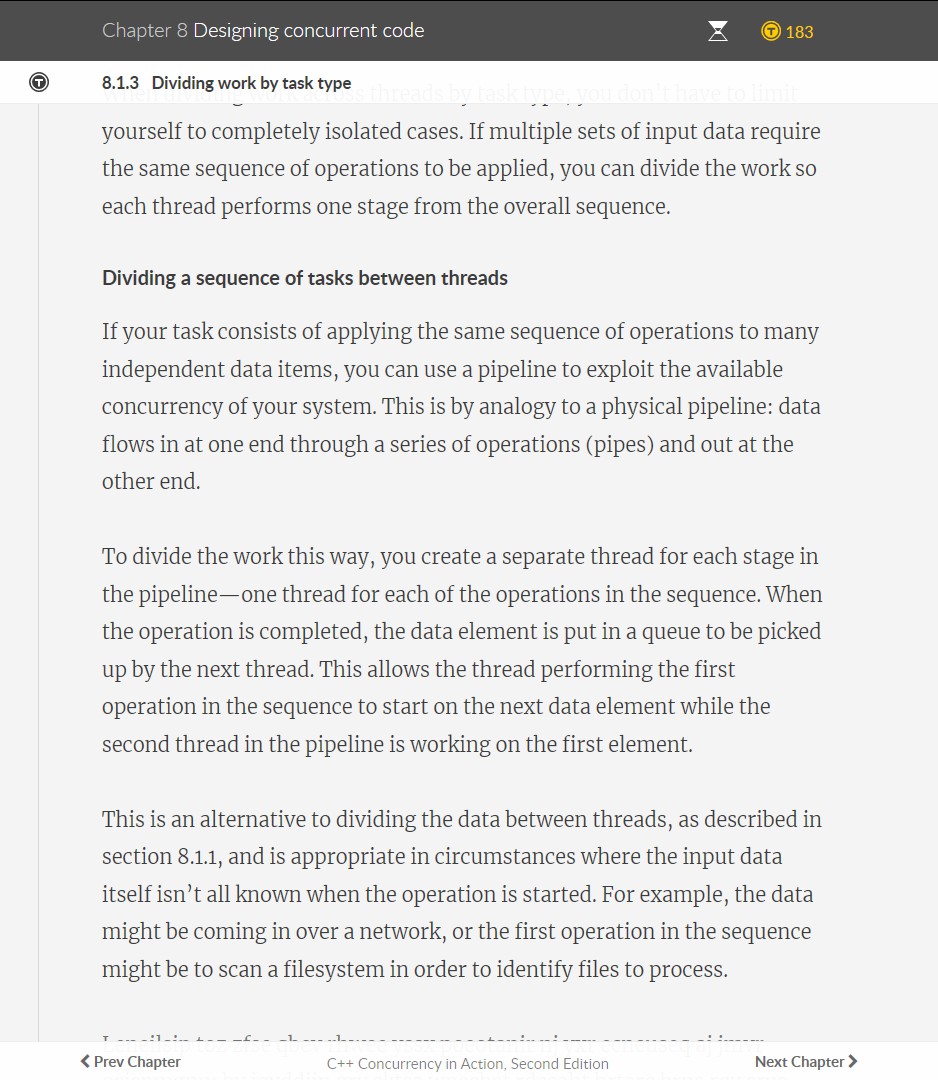 Chapter 8 Designing concurrent code
183
8.1.3 Dividing work by task type
When dividing work across threads by task type, you don't have to limit
yourself to completely isolated cases. If multiple sets of input data require
the same sequence of operations to be applied, you can divide the work so
each thread performs one stage from the overall sequence.
Dividing a sequence of tasks between threads
If your task consists of applying the same sequence of operations to many
independent data items, you can use a pipeline to exploit the available
concurrency of your system. This is by analogy to a physical pipeline: data
flows in at one end through a series of operations (pipes) and out at the
other end.
To divide the work this way, you create a separate thread for each stage in
the pipeline—one thread for each of the operations in the sequence. When
the operation is completed, the data element is put in a queue to be picked
up by the next thread. This allows the thread performing the first
operation in the sequence to start on the next data element while the
second thread in the pipeline is working on the first element.
This is an alternative to dividing the data between threads, as described in
section 8.1.1, and is appropriate in circumstances where the input data
itself isn't all known when the operation is started. For example, the data
might be coming in over a network, or the first operation in the sequence
might be to scan a filesystem in order to identify files to process.
Prev Chapter
C++ Concurrency in Action, Second Edition
Next Chapter